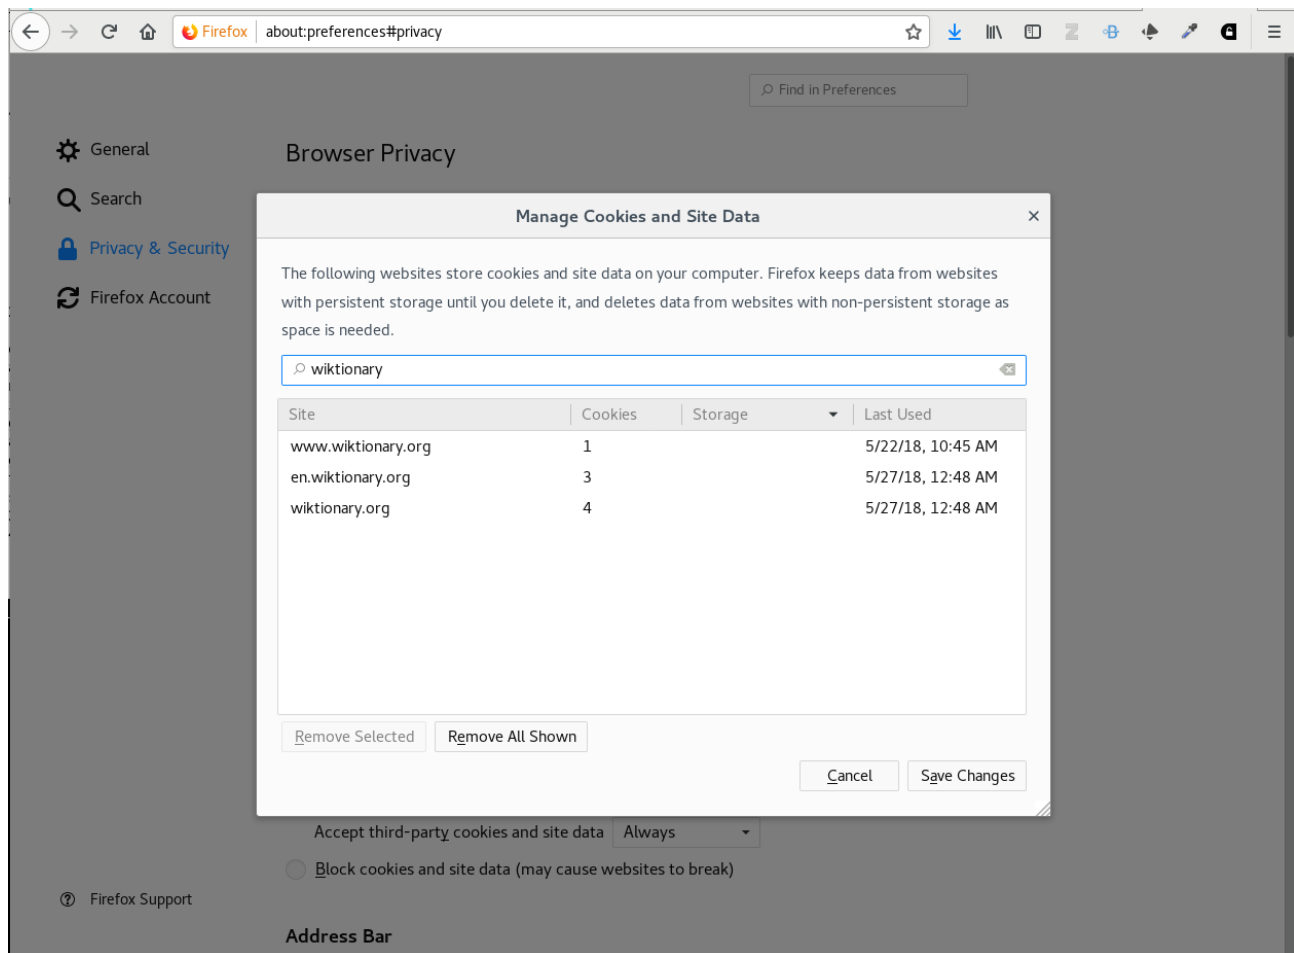 Firefox about:preferences#privacy
Find in Preferences
General
Browser Privacy
Search
Privacy & Security
Firefox Account
Manage Cookies and Site Data
The following websites store cookies and site data on your computer. Firefox keeps data from websites
with persistent storage until you delete it, and deletes data from websites with non-persistent storage as
space is needed.
wiktionary
Site Cookies Storage Last Used
www.wiktionary.org 1 5/22/18, 10:45 AM
en.wiktionary.org 3 5/27/18, 12:48 AM
wiktionary.org 4 5/27/18, 12:48 AM
Remove Selected Remove All Shown
Cancel Save Changes
Accept third-party cookies and site data Always
Block cookies and site data (may cause websites to break)
Firefox Support
Address Bar